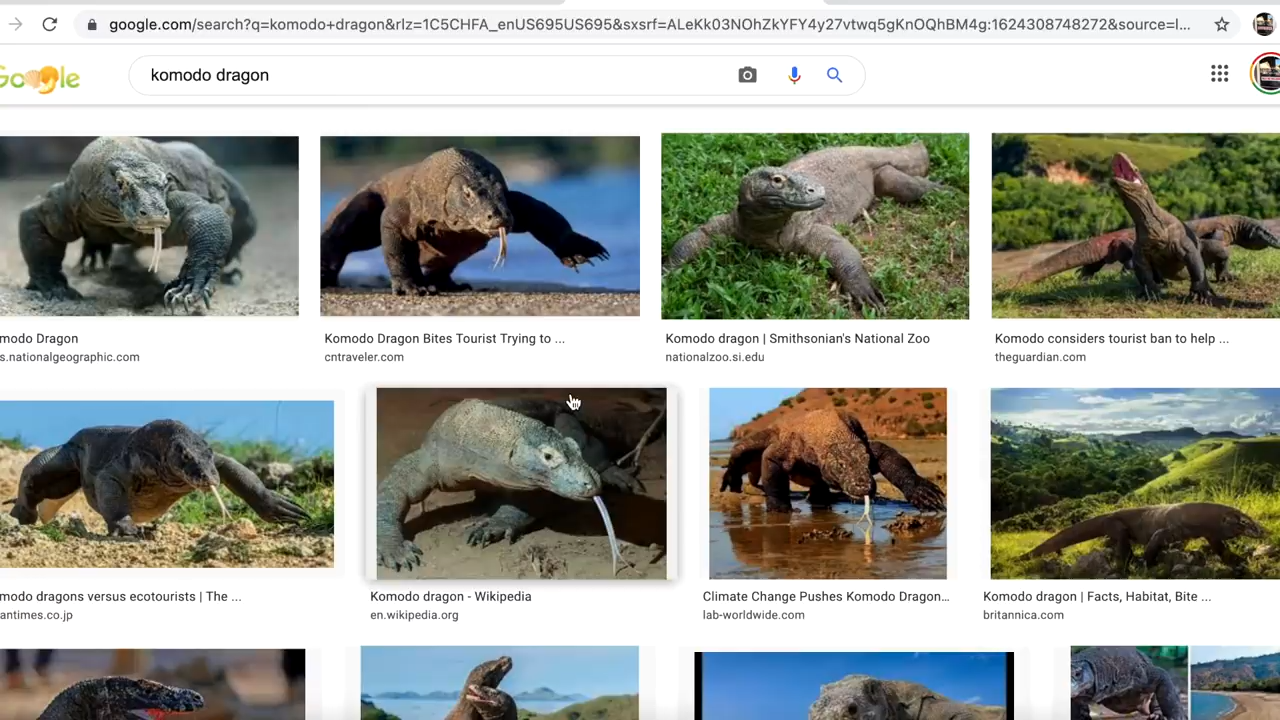 google.com/search?q=komodo+dragon&rlz=1C5CHFA_enUS695US695&sxsrf=ALeKk03NOhZkYFY4y27vtwq5gKnOQhBM4g:1624308748272&source=l...
Google
komodo dragon
modo Dragon
s.nationalgeographic.com
Komodo Dragon Bites Tourist Trying to ...
cntraveler.com
Komodo dragon | Smithsonian's National Zoo
nationalzoo.si.edu
Komodo considers tourist ban to help ...
theguardian.com
modo dragons versus ecotourists | The ...
antimes.co.jp
Komodo dragon - Wikipedia
en.wikipedia.org
Climate Change Pushes Komodo Dragon...
lab-worldwide.com
Komodo dragon | Facts, Habitat, Bite ...
britannica.com